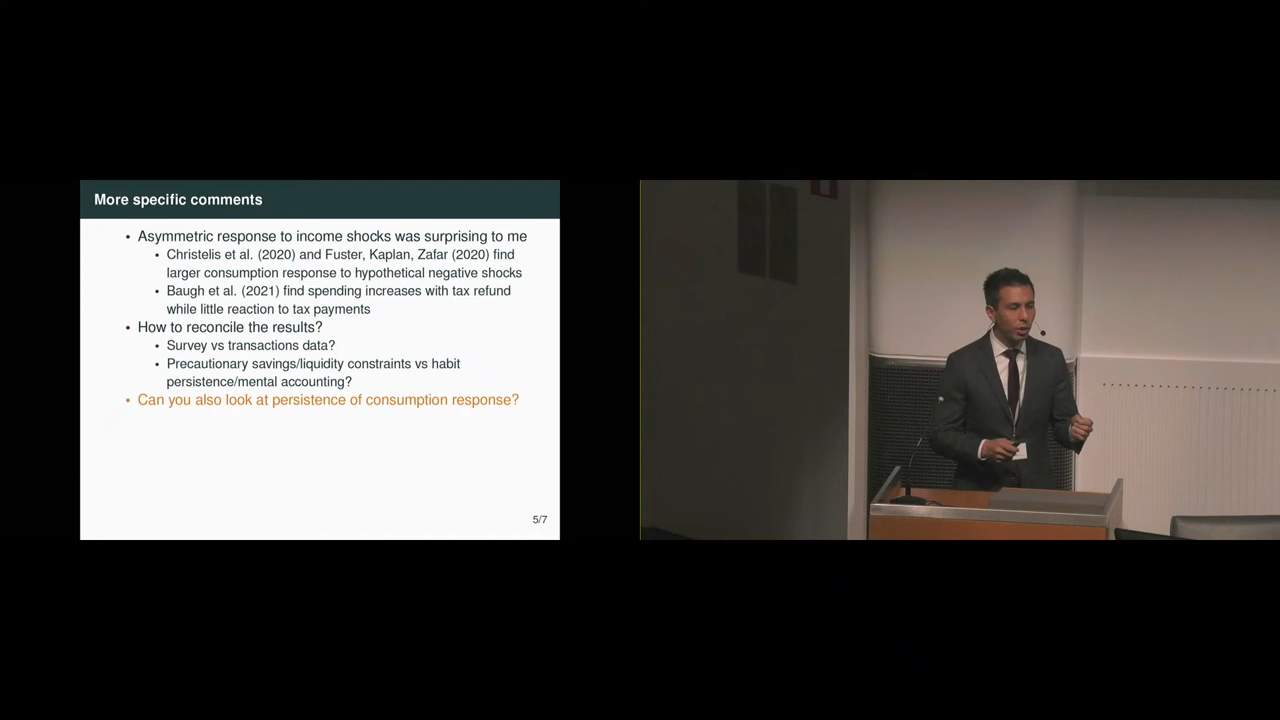 More specific comments
• Asymmetric response to income shocks was surprising to me
• Christelis et al. (2020) and Fuster, Kaplan, Zafar (2020) find
larger consumption response to hypothetical negative shocks
• Baugh et al. (2021) find spending increases with tax refund
while little reaction to tax payments
• How to reconcile the results?
• Survey vs transactions data?
• Precautionary savings/liquidity constraints vs habit
persistence/mental accounting?
• Can you also look at persistence of consumption response?
5/7